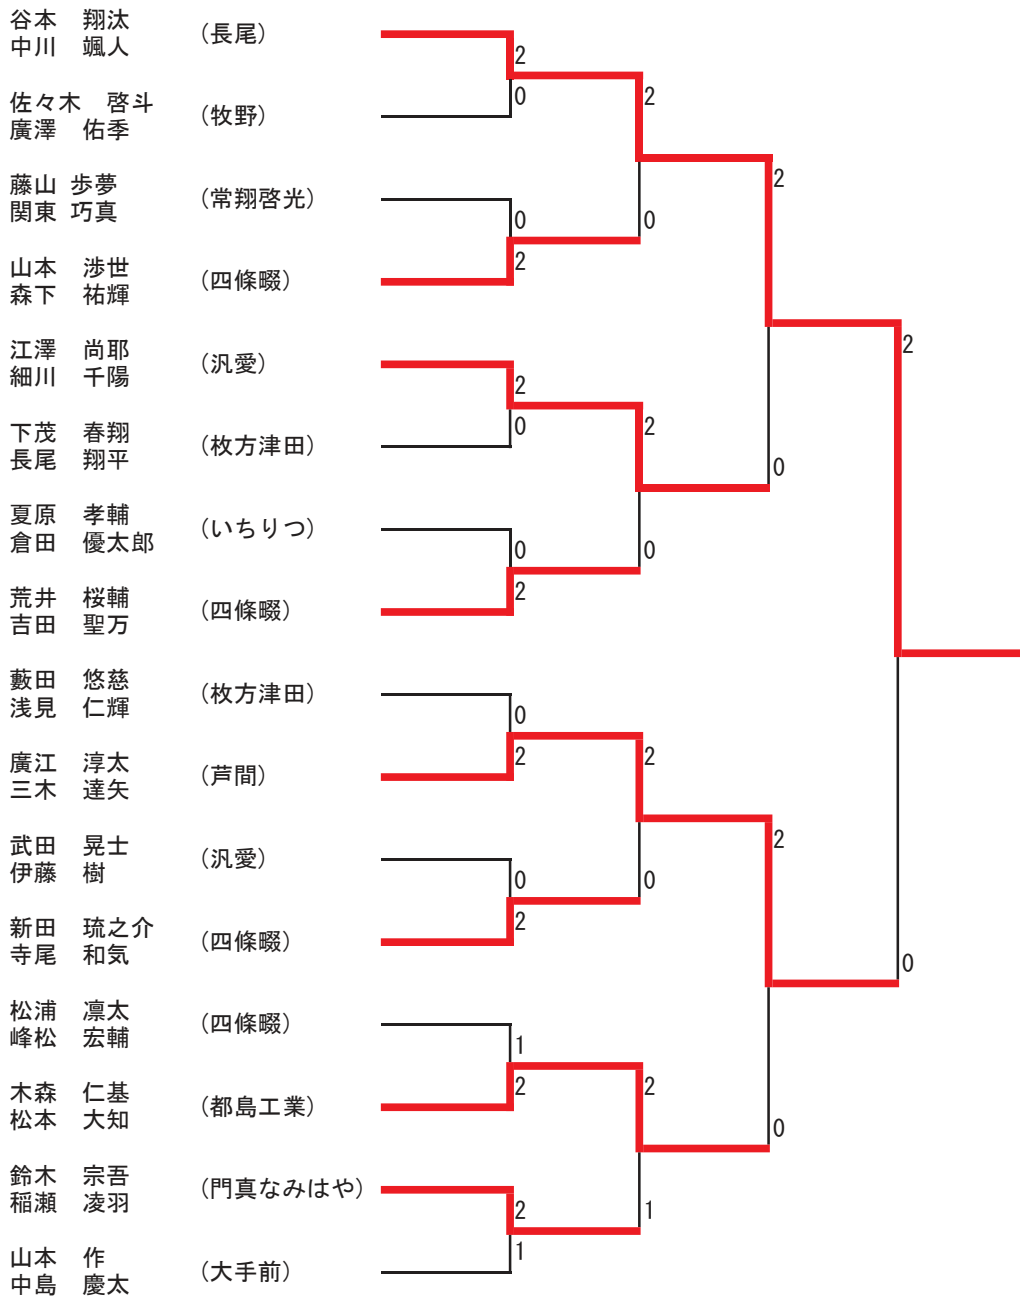 谷本　翔汰
中川　颯人
(長尾)
佐々木　啓斗
廣澤　佑季
(牧野)
藤山 歩夢
関東 巧真
(常翔啓光)
山本　渉世
森下　祐輝
(四條畷)
江澤　尚耶
細川　千陽
(汎愛)
下茂　春翔
長尾　翔平
(枚方津田)
夏原　孝輔
倉田　優太郎
(いちりつ)
荒井　桜輔
吉田　聖万
(四條畷)
藪田　悠慈
浅見　仁輝
(枚方津田)
廣江　淳太
三木　達矢
(芦間)
武田　晃士
伊藤　樹
(汎愛)
新田　琉之介
寺尾　和気
(四條畷)
松浦　凛太
峰松　宏輔
(四條畷)
木森　仁基
松本　大知
(都島工業)
鈴木　宗吾
稲瀬　凌羽
(門真なみはや)
山本　作
中島　慶太
(大手前)
2
0
0
2
2
0
0
2
0
2
0
2
1
2
2
1
2
0
2
0
2
0
2
1
2
0
2
0
2
0